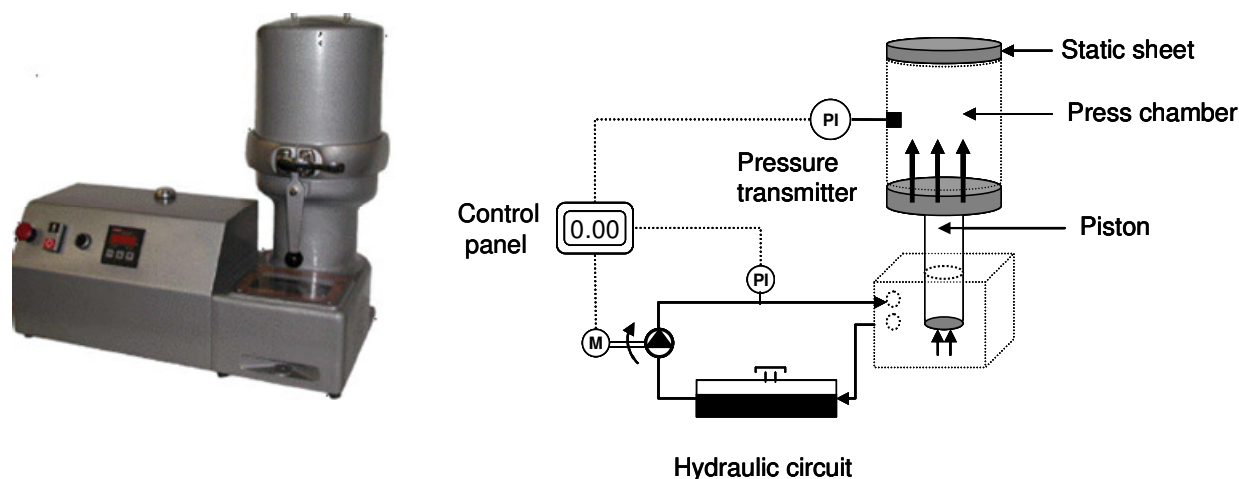 Static sheet
PI
Press chamber
Pressure
transmitter
Control
panel
0.00
Piston
PI
M
Hydraulic circuit